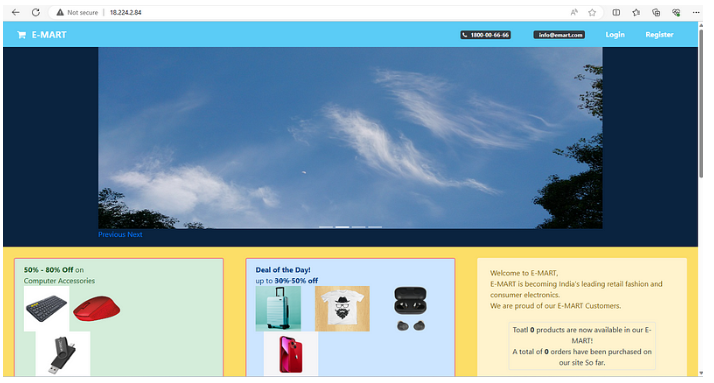 Not secure | 18.224.2.84
E-MART
1800-00-66-66
info@emart.com
Login
Register
Previous Next
50% - 80% Off on
Computer Accessories
Deal of the Day!
up to 30% 50% off
Welcome to E-MART,
E-MART is becoming India's leading retail fashion and
consumer electronics.
We are proud of our E-MART Customers.
Toatl 0 products are now available in our E-
MART!
A total of 0 orders have been purchased on
our site So far.